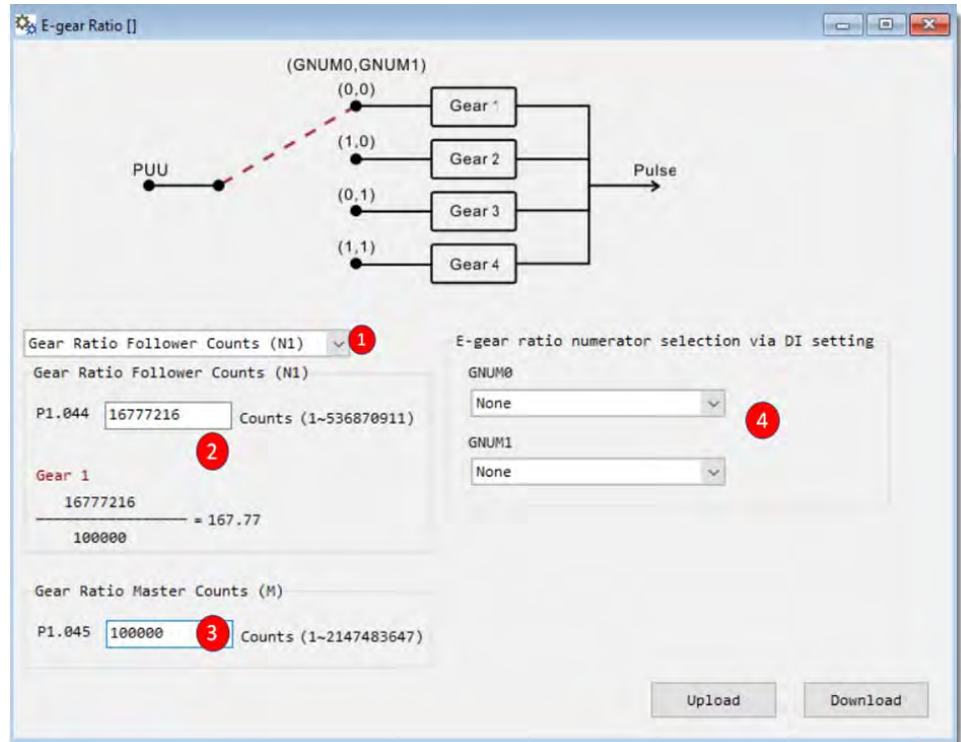 E-gear Ratio []
(GNUM0,GNUM1)
(0,0)
Gear 1
(1,0)
Gear 2
PUU
Pulse
(0,1)
Gear 3
(1,1)
Gear 4
Gear Ratio Follower Counts (N1)
1
Gear Ratio Follower Counts (N1)
P1.044 16777216 Counts (1~536870911)
2
Gear 1
16777216
= 167.77
100000
Gear Ratio Master Counts (M)
P1.045 100000 3 Counts (1~2147483647)
E-gear ratio numerator selection via DI setting
GNUM0
None
4
GNUM1
None
Upload Download